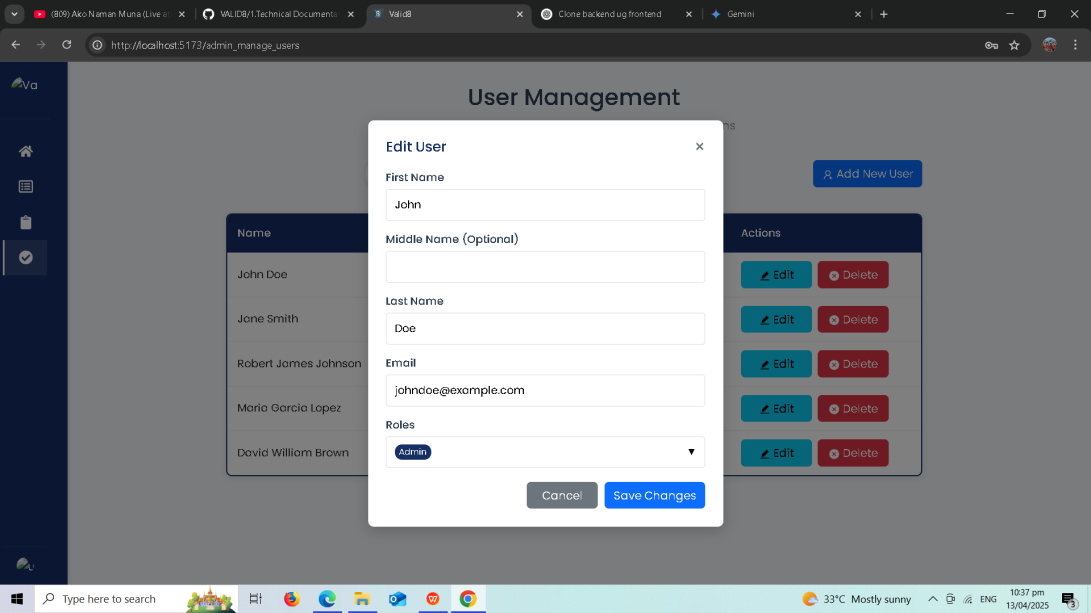 (809) Ako Naman Muna (Live a
VALID8/1.Technical Documenta
Valid8
Clone backend ug frontend
Gemini
http://localhost:5173/admin_manage_users
Va
User Management
ns
Add New User
Name
Actions
John Doe
Edit
Delete
Jane Smith
Edit
Delete
Robert James Johnson
Edit
Delete
Maria Garcia Lopez
Edit
Delete
David William Brown
Edit
Delete
Edit User
×
First Name
John
Middle Name (Optional)
Last Name
Doe
Email
johndoe@example.com
Roles
Admin
Cancel
Save Changes
Type here to search
33°C Mostly sunny
ENG
10:37 pm
13/04/2025
3